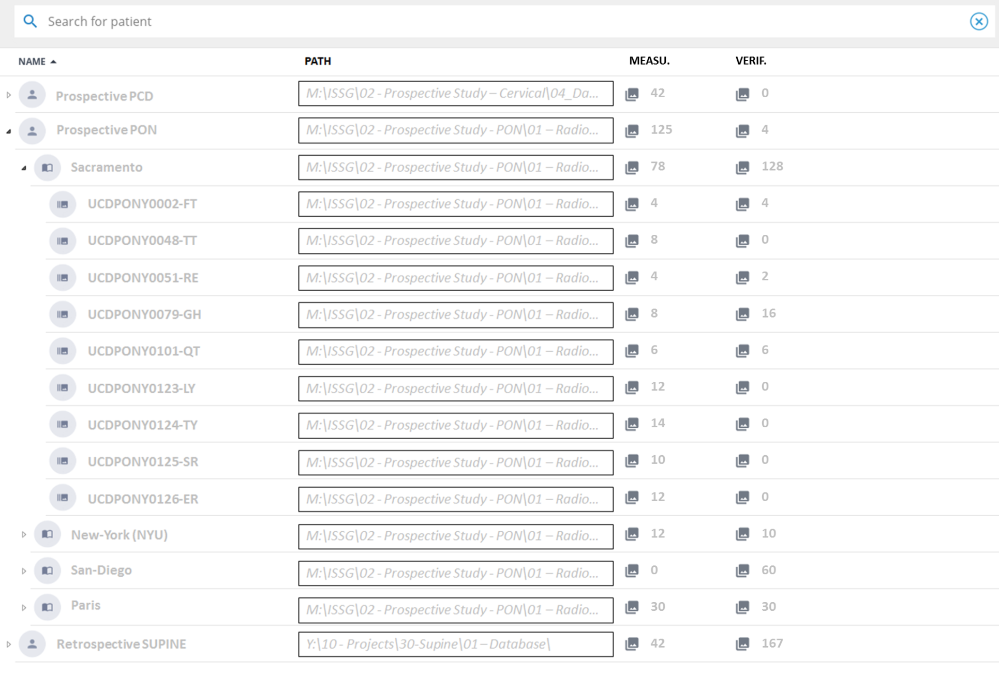 Search for patient
NAME PATH MEASU. VERIF.
Prospective PCD M:\ISSG\02 - Prospective Study – Cervical\04_Da... 42 0
Prospective PON M:\ISSG\02 - Prospective Study - PON\01 – Radio... 125 4
Sacramento M:\ISSG\02 - Prospective Study - PON\01 – Radio... 78 128
UCDPONY0002-FT M:\ISSG\02 - Prospective Study - PON\01 – Radio... 4 4
UCDPONY0048-TT M:\ISSG\02 - Prospective Study - PON\01 – Radio... 8 0
UCDPONY0051-RE M:\ISSG\02 - Prospective Study - PON\01 – Radio... 4 2
UCDPONY0079-GH M:\ISSG\02 - Prospective Study - PON\01 – Radio... 8 16
UCDPONY0101-QT M:\ISSG\02 - Prospective Study - PON\01 – Radio... 6 6
UCDPONY0123-LY M:\ISSG\02 - Prospective Study - PON\01 – Radio... 12 0
UCDPONY0124-TY M:\ISSG\02 - Prospective Study - PON\01 – Radio... 14 0
UCDPONY0125-SR M:\ISSG\02 - Prospective Study - PON\01 – Radio... 10 0
UCDPONY0126-ER M:\ISSG\02 - Prospective Study - PON\01 – Radio... 12 0
New-York (NYU) M:\ISSG\02 - Prospective Study - PON\01 – Radio... 12 10
San-Diego M:\ISSG\02 - Prospective Study - PON\01 – Radio... 0 60
Paris M:\ISSG\02 - Prospective Study - PON\01 – Radio... 30 30
Retrospective SUPINE Y:\10 - Projects\30-Supine\01–Database\ 42 167